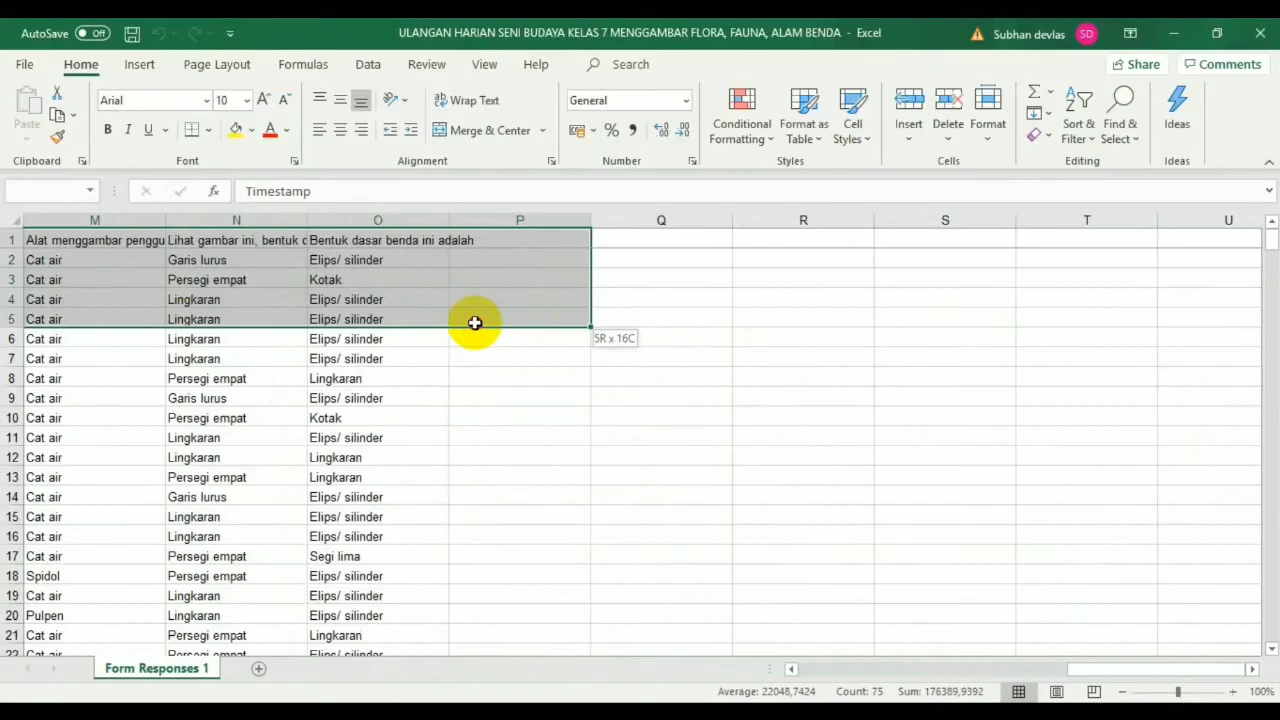 AutoSave Off ULANGAN HARIAN SENI BUDAYA KELAS 7 MENGGAMBAR FLORA, FAUNA, ALAM BENDA - Excel Subhan devlas SD
File Home Insert Page Layout Formulas Data Review View Help Search Share Comments
Paste Arial 10 Wrap Text General Conditional Formatting Format as Table Cell Styles Insert Delete Format Sort & Filter Find & Select Ideas
B I U Merge & Center
Clipboard Font Alignment Number Styles Cells Editing Ideas
fx Timestamp
M N O P Q R S T U
1 Alat menggambar penggu Lihat gambar ini, bentuk d Bentuk dasar benda ini adalah
2 Cat air Garis lurus Elips/ silinder
3 Cat air Persegi empat Kotak
4 Cat air Lingkaran Elips/ silinder
5 Cat air Lingkaran Elips/ silinder
5R x 16C
6 Cat air Lingkaran Elips/ silinder
7 Cat air Lingkaran Elips/ silinder
8 Cat air Persegi empat Lingkaran
9 Cat air Garis lurus Elips/ silinder
10 Cat air Persegi empat Kotak
11 Cat air Lingkaran Elips/ silinder
12 Cat air Lingkaran Lingkaran
13 Cat air Persegi empat Lingkaran
14 Cat air Garis lurus Elips/ silinder
15 Cat air Lingkaran Elips/ silinder
16 Cat air Lingkaran Elips/ silinder
17 Cat air Persegi empat Segi lima
18 Spidol Persegi empat Elips/ silinder
19 Cat air Lingkaran Elips/ silinder
20 Pulpen Lingkaran Elips/ silinder
21 Cat air Persegi empat Lingkaran
22 Cat air Persegi empat Elips/ silinder
Form Responses 1
Average: 22048,7424 Count: 75 Sum: 176389,9392 100%